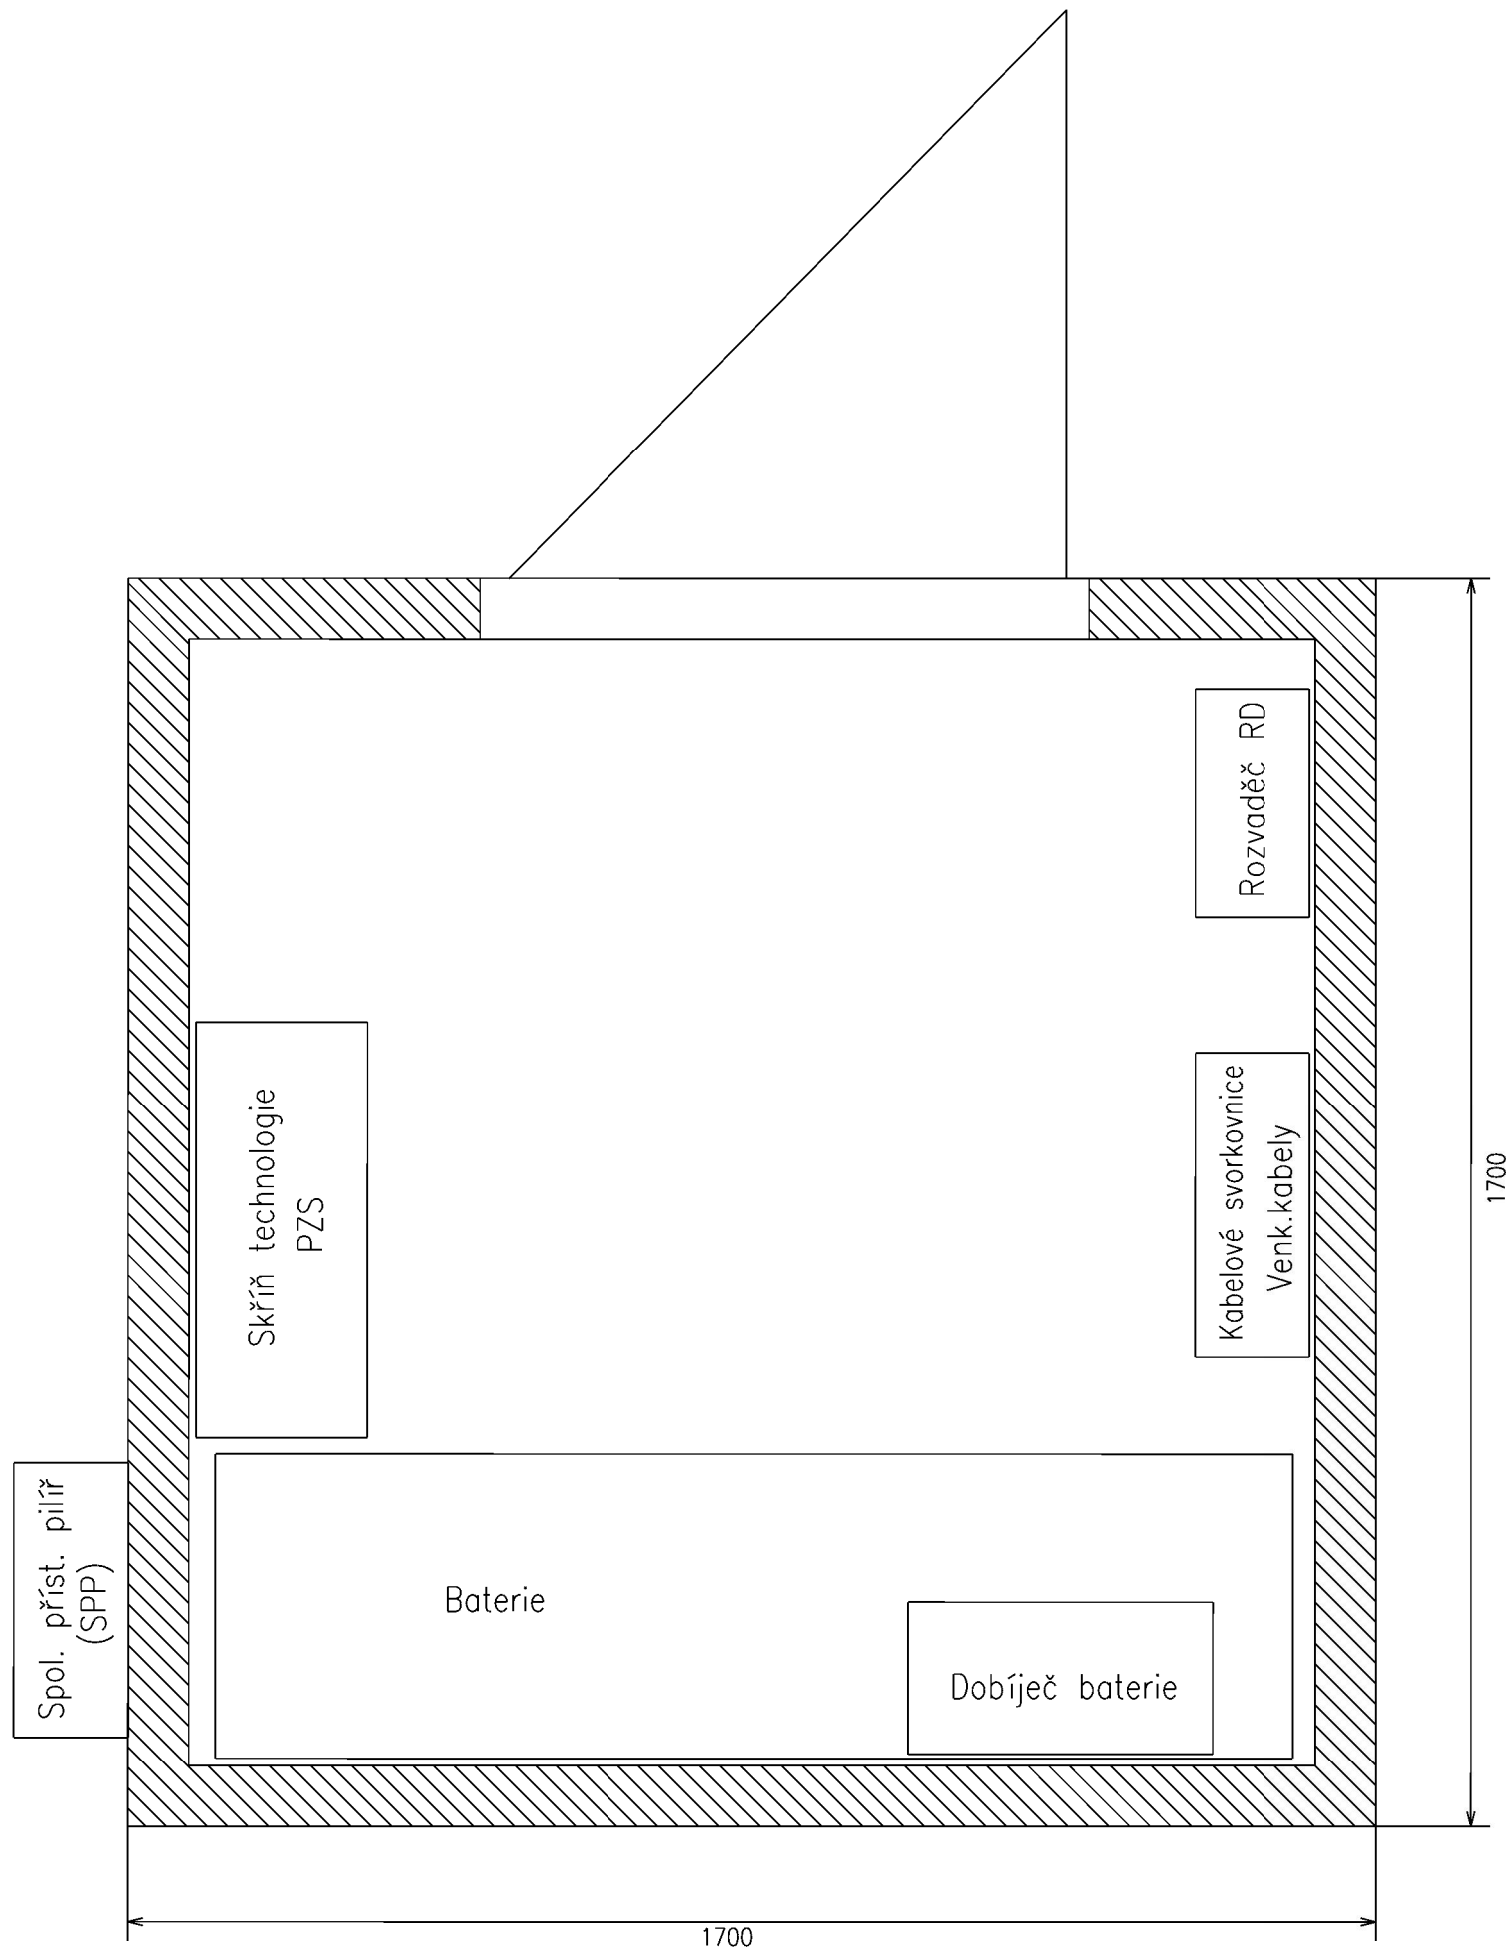 Rozvaděč RD
Skříň technologie
PZS
Kabelové svorkovnice
Venk.kabely
1700
Spol. příst. pilíř
(SPP)
Baterie
Dobíječ baterie
1700